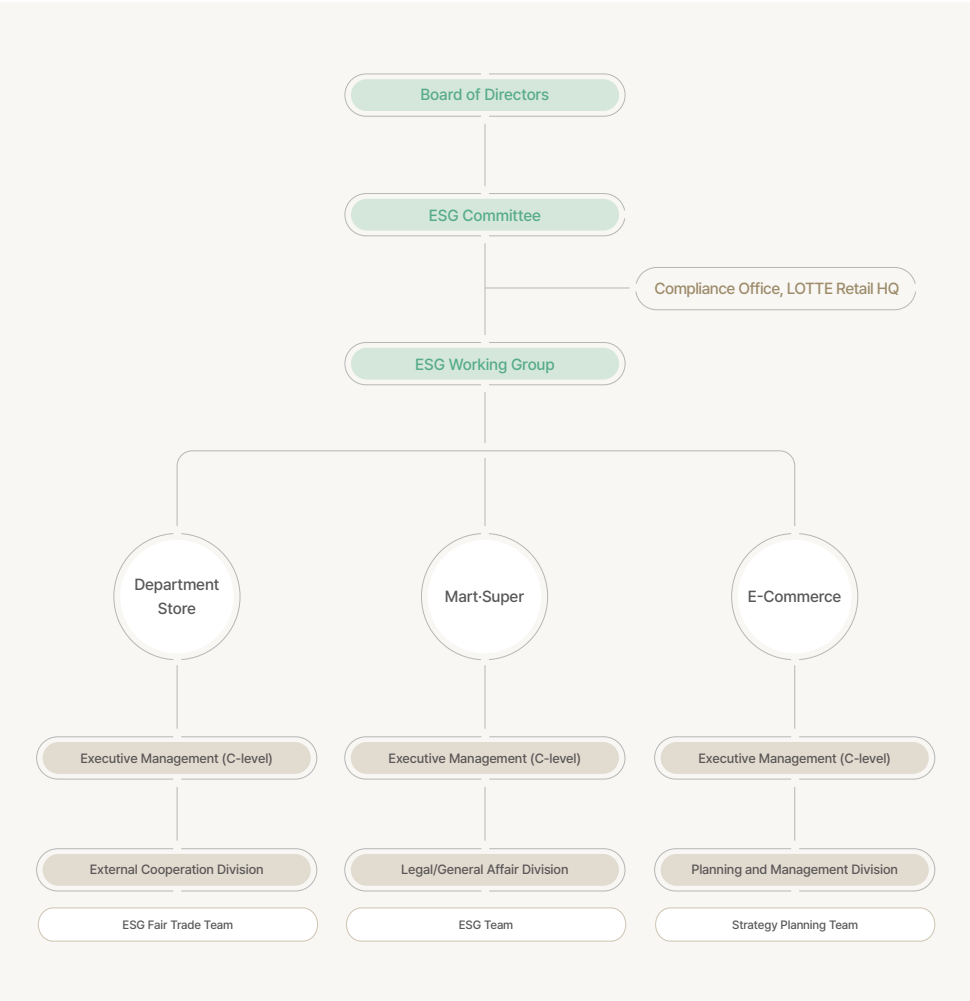 Board of Directors
ESG Committee
Compliance Office, LOTTE Retail HQ
ESG Working Group
Department
Store
Mart·Super
E-Commerce
Executive Management (C-level)
Executive Management (C-level)
Executive Management (C-level)
External Cooperation Division
Legal/General Affair Division
Planning and Management Division
ESG Fair Trade Team
ESG Team
Strategy Planning Team